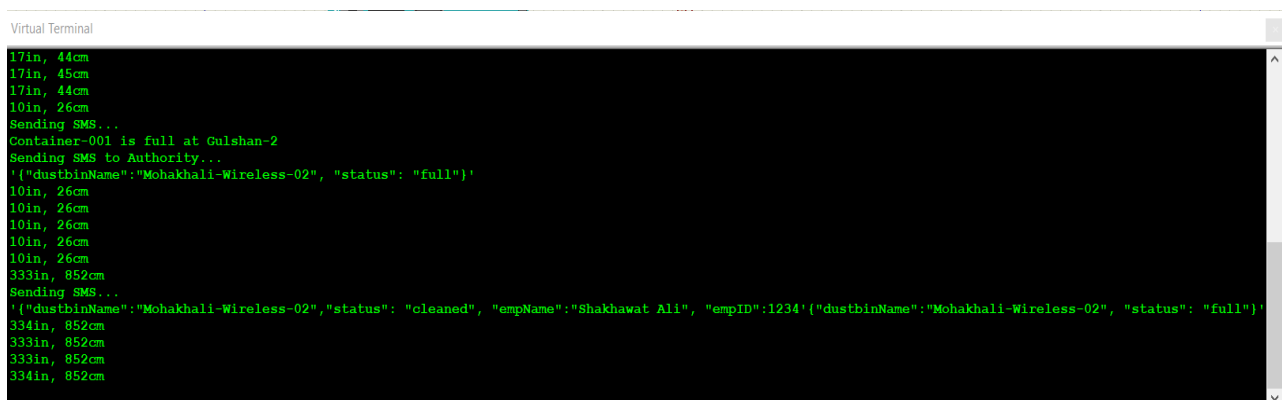 Virtual Terminal
17in, 44cm
17in, 45cm
17in, 44cm
10in, 26cm
Sending SMS...
Container-001 is full at Gulshan-2
Sending SMS to Authority...
'{"dustbinName":"Mohakhali-Wireless-02", "status": "full"}'
10in, 26cm
10in, 26cm
10in, 26cm
10in, 26cm
10in, 26cm
333in, 852cm
Sending SMS...
'{"dustbinName":"Mohakhali-Wireless-02","status": "cleaned", "empName":"Shakhawat Ali", "empID":1234'{"dustbinName":"Mohakhali-Wireless-02", "status": "full"}'
334in, 852cm
333in, 852cm
333in, 852cm
334in, 852cm